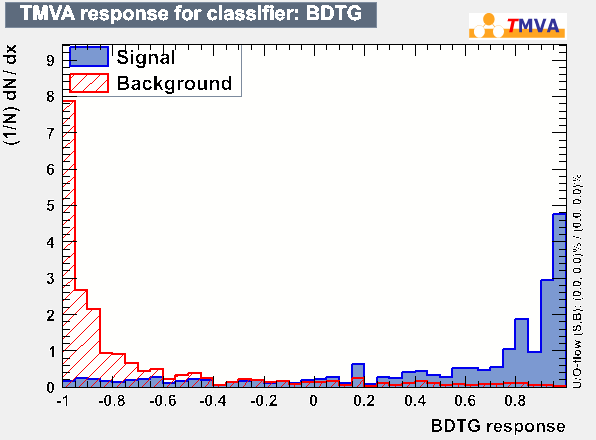 TMVA response for classifier: BDTG
TMVA
Signal
Background
(1/N) dN / dx
9
8
7
6
5
4
3
2
1
0
-1 -0.8 -0.6 -0.4 -0.2 0 0.2 0.4 0.6 0.8
BDTG response
U/O-flow (S,B): (0.0, 0.0)% / (0.0, 0.0)%